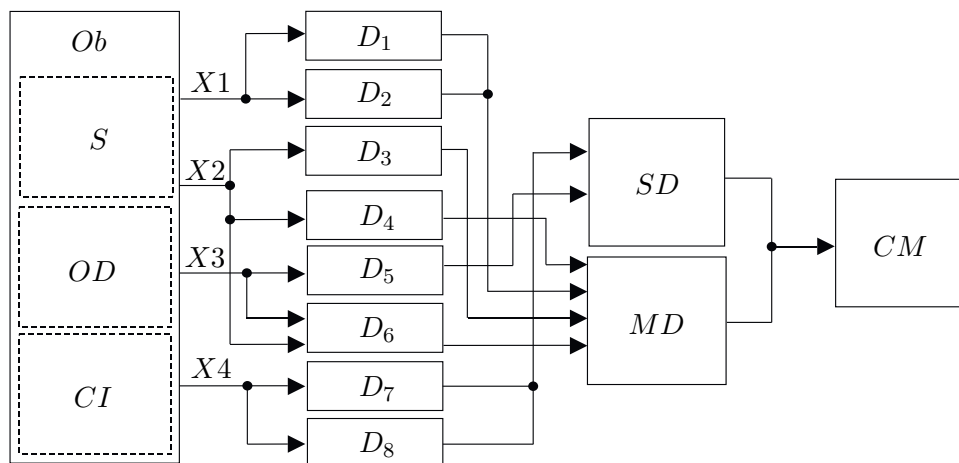 Ob
S
OD
CI
X1
X2
X3
X4
D₁
D₂
D₃
D₄
D₅
D₆
D₇
D₈
SD
MD
CM